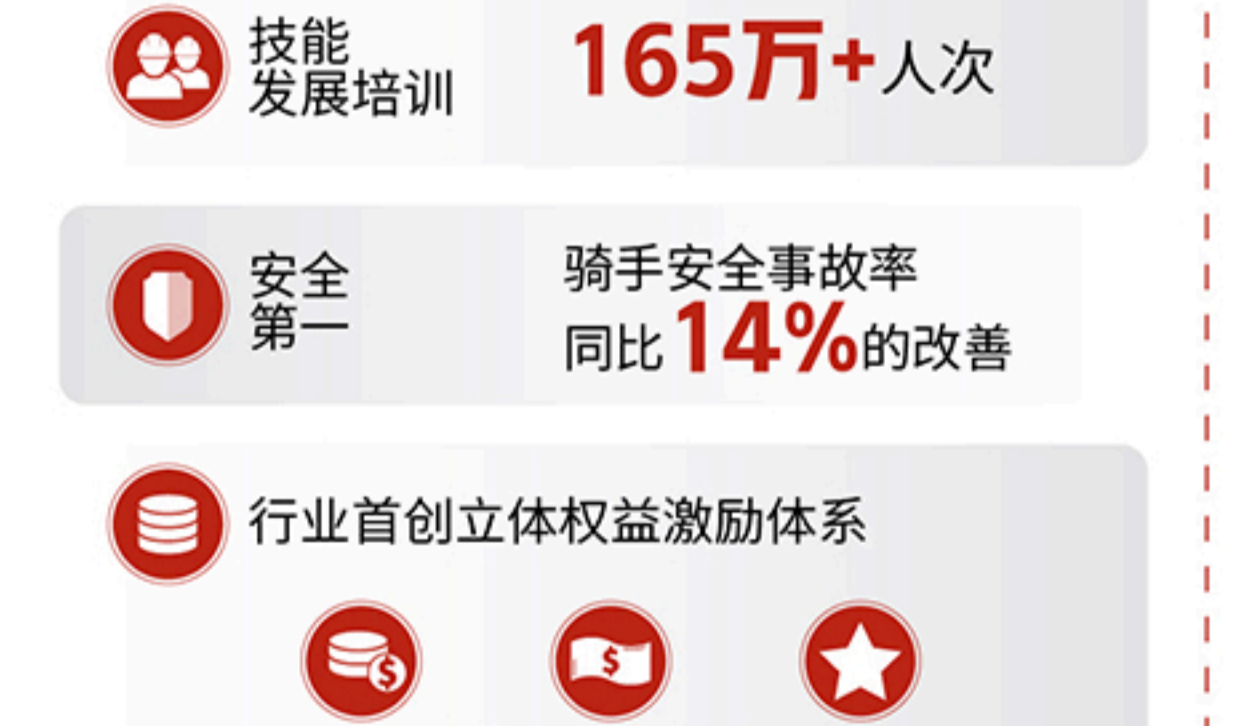 技能
发展培训
165万+人次
安全
第一
骑手安全事故率
同比14%的改善
行业首创立体权益激励体系
$
$